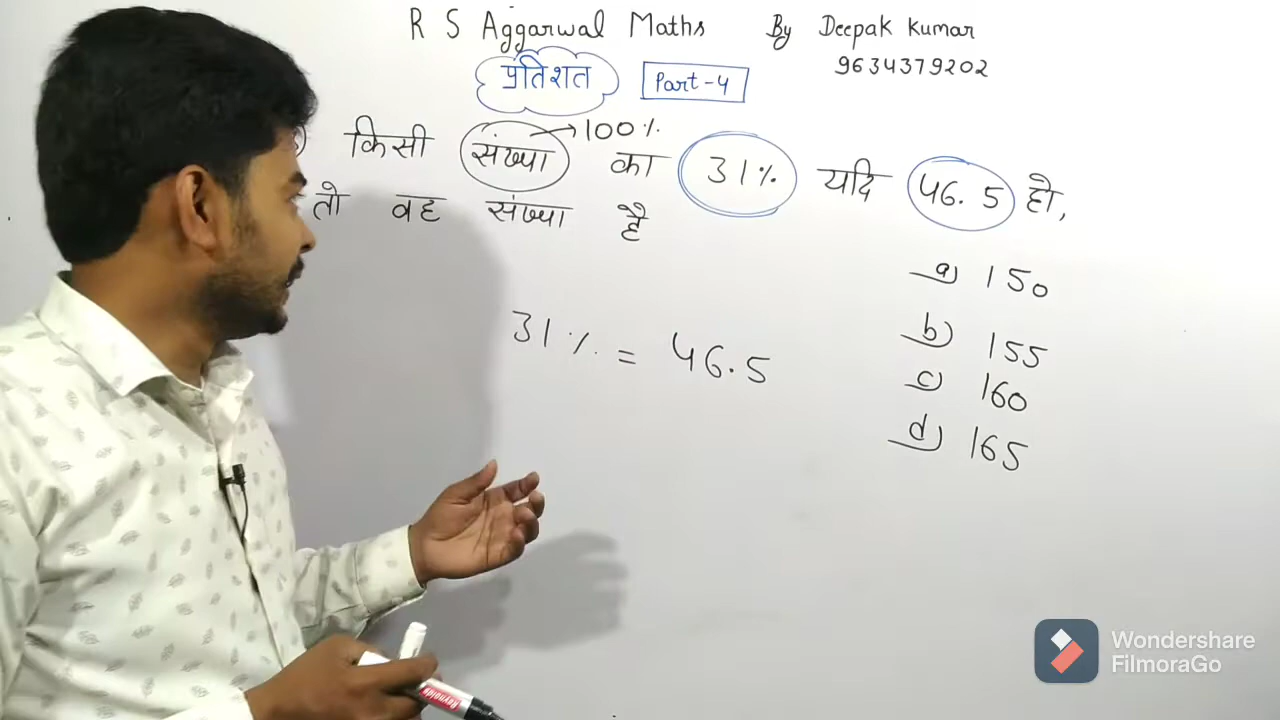 R S Aggarwal Maths By Deepak Kumar
9634379202
प्रतिशत Part-4
किसी संख्या →100% का 31% यदि 46.5 हो,
तो वह संख्या है
a) 150
31% = 46.5
b) 155
c) 160
d) 165
Reynolds
Wondershare
FilmoraGo